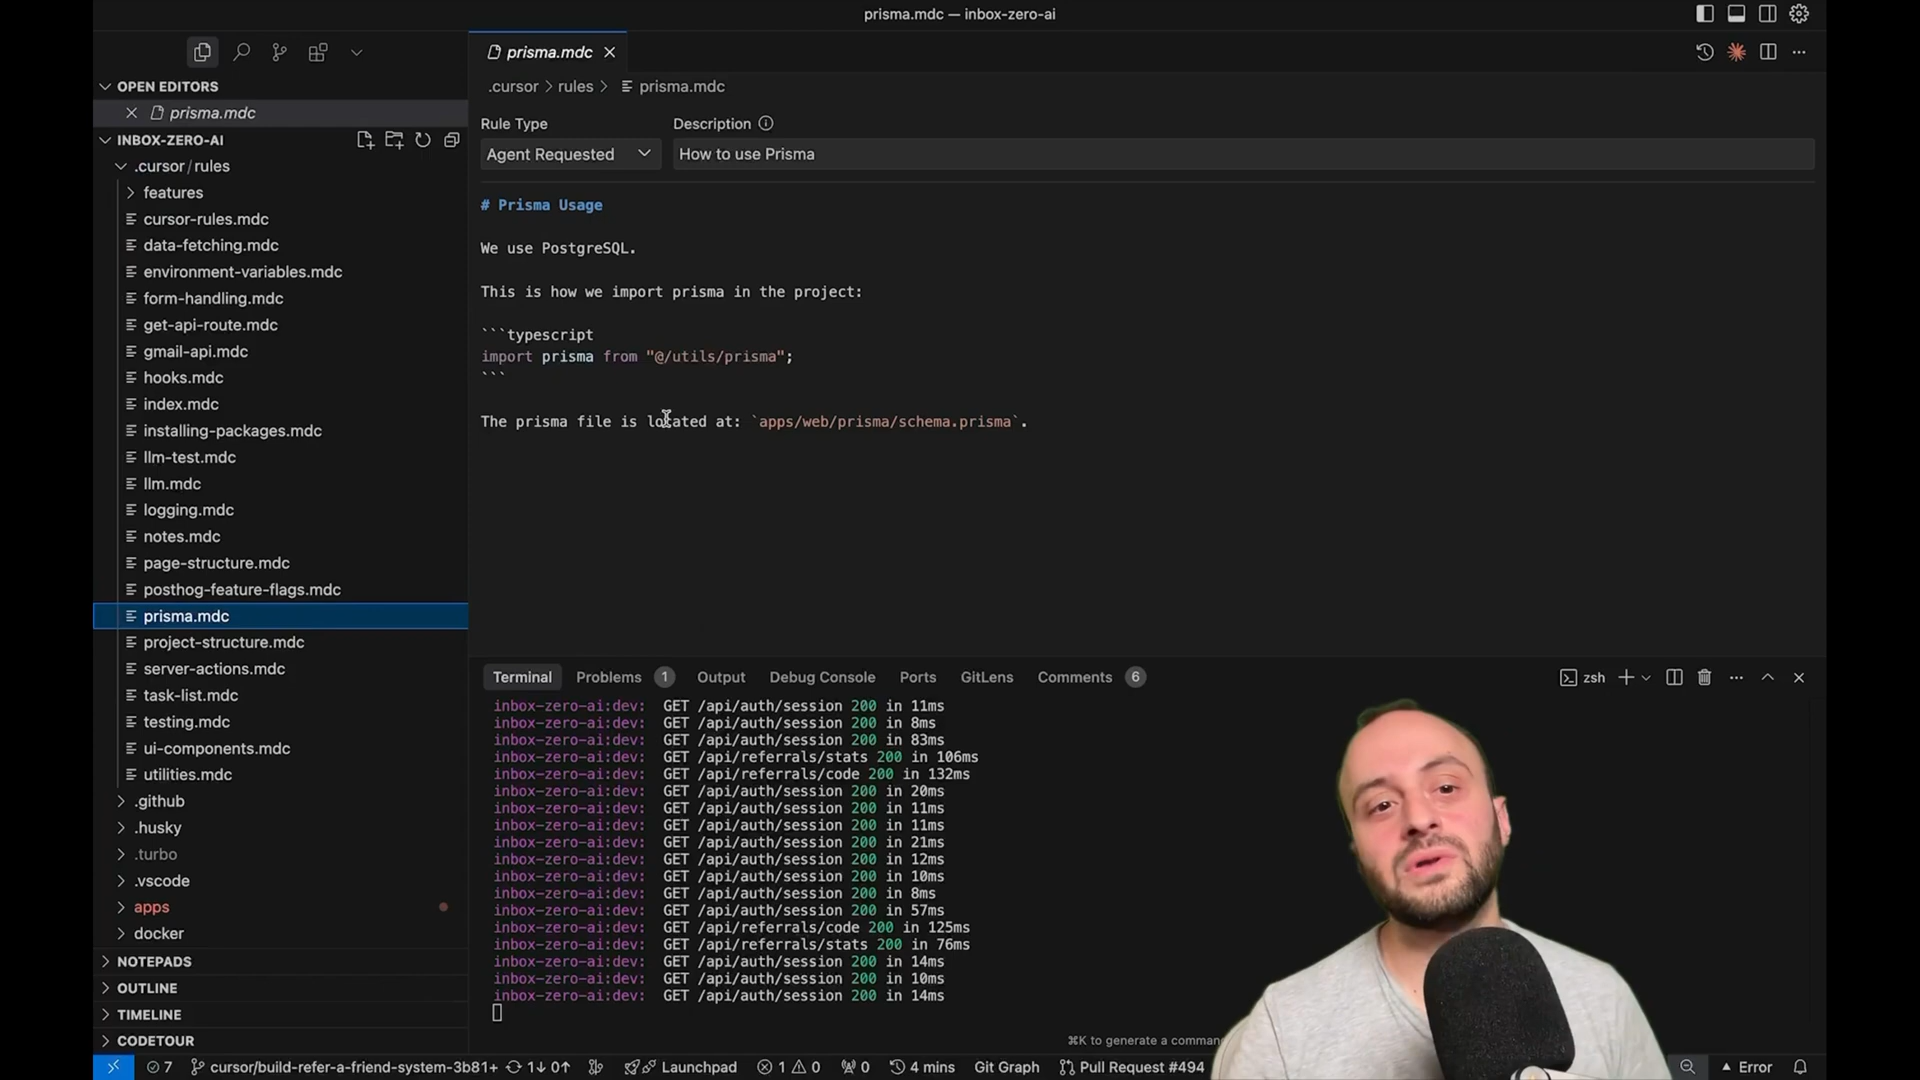 prisma.mdc — inbox-zero-ai
OPEN EDITORS
prisma.mdc
INBOX-ZERO-AI
.cursor/rules
features
cursor-rules.mdc
data-fetching.mdc
environment-variables.mdc
form-handling.mdc
get-api-route.mdc
gmail-api.mdc
hooks.mdc
index.mdc
installing-packages.mdc
llm-test.mdc
llm.mdc
logging.mdc
notes.mdc
page-structure.mdc
posthog-feature-flags.mdc
prisma.mdc
project-structure.mdc
server-actions.mdc
task-list.mdc
testing.mdc
ui-components.mdc
utilities.mdc
.github
.husky
.turbo
.vscode
apps
docker
NOTEPADS
OUTLINE
TIMELINE
CODETOUR
prisma.mdc
.cursor > rules > prisma.mdc
Rule Type Description
Agent Requested How to use Prisma
# Prisma Usage
We use PostgreSQL.
This is how we import prisma in the project:
```typescript
import prisma from "@/utils/prisma";
```
The prisma file is located at: `apps/web/prisma/schema.prisma`.
Terminal Problems 1 Output Debug Console Ports GitLens Comments 6 zsh
inbox-zero-ai:dev: GET /api/auth/session 200 in 11ms
inbox-zero-ai:dev: GET /api/auth/session 200 in 8ms
inbox-zero-ai:dev: GET /api/auth/session 200 in 83ms
inbox-zero-ai:dev: GET /api/referrals/stats 200 in 106ms
inbox-zero-ai:dev: GET /api/referrals/code 200 in 132ms
inbox-zero-ai:dev: GET /api/auth/session 200 in 20ms
inbox-zero-ai:dev: GET /api/auth/session 200 in 11ms
inbox-zero-ai:dev: GET /api/auth/session 200 in 11ms
inbox-zero-ai:dev: GET /api/auth/session 200 in 21ms
inbox-zero-ai:dev: GET /api/auth/session 200 in 12ms
inbox-zero-ai:dev: GET /api/auth/session 200 in 10ms
inbox-zero-ai:dev: GET /api/auth/session 200 in 8ms
inbox-zero-ai:dev: GET /api/auth/session 200 in 57ms
inbox-zero-ai:dev: GET /api/referrals/code 200 in 125ms
inbox-zero-ai:dev: GET /api/referrals/stats 200 in 76ms
inbox-zero-ai:dev: GET /api/auth/session 200 in 14ms
inbox-zero-ai:dev: GET /api/auth/session 200 in 10ms
inbox-zero-ai:dev: GET /api/auth/session 200 in 14ms
⌘K to generate a comman
7 cursor/build-refer-a-friend-system-3b81+ 1↓ 0↑ Launchpad 1 0 0 4 mins Git Graph Pull Request #494 Error